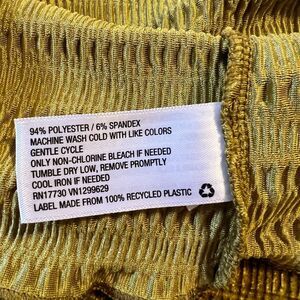 94% POLYESTER / 6% SPANDEX
MACHINE WASH COLD WITH LIKE COLORS
GENTLE CYCLE
ONLY NON-CHLORINE BLEACH IF NEEDED
TUMBLE DRY LOW, REMOVE PROMPTLY
COOL IRON IF NEEDED
RN17730 VN1299629
LABEL MADE FROM 100% RECYCLED PLASTIC